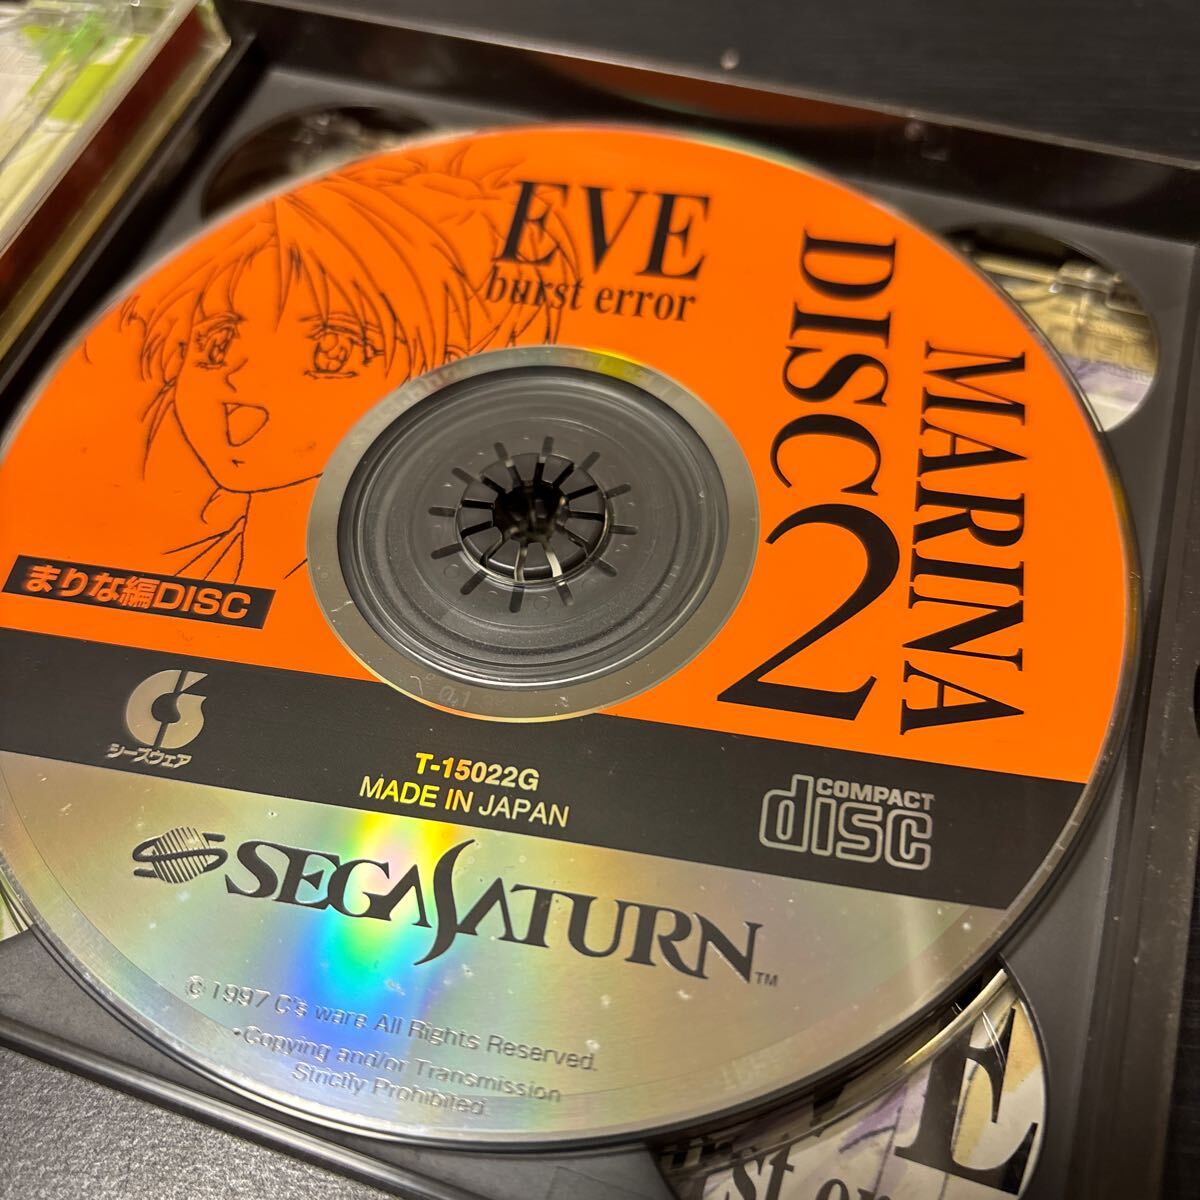 EVE
burst error
DISC 2
MARINA
まりな編DISC
シーズウェア
T-15022G
MADE IN JAPAN
COMPACT
disc
SEGA SATURN™
© 1997 C's ware All Rights Reserved.
•Copying and/or Transmission
Strictly Prohibited.